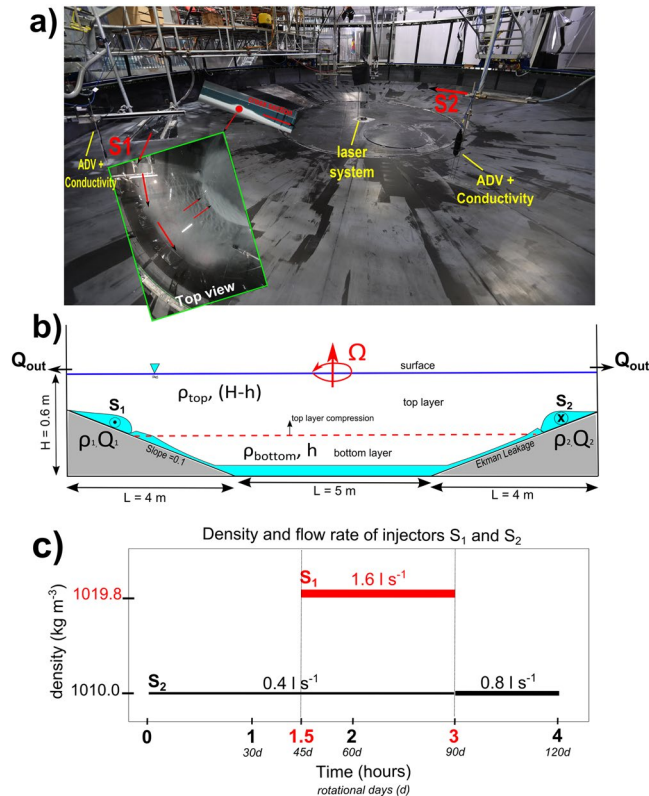 a)
S1
S2
ADV +
Conductivity
laser
system
ADV +
Conductivity
Top view
b)
Qout
Ω
surface
Qout
ρtop, (H-h)
top layer
H = 0.6 m
S1
S2
top layer compression
ρ1,Q1
ρbottom, h
bottom layer
ρ2,Q2
Slope =0.1
Ekman Leakage
L = 4 m
L = 5 m
L = 4 m
c)
Density and flow rate of injectors S1 and S2
density (kg m-3)
1019.8
S1
1.6 l s-1
1010.0
S2
0.4 l s-1
0.8 l s-1
0
1
1.5
2
3
4
30d
45d
60d
90d
120d
Time (hours)
rotational days (d)